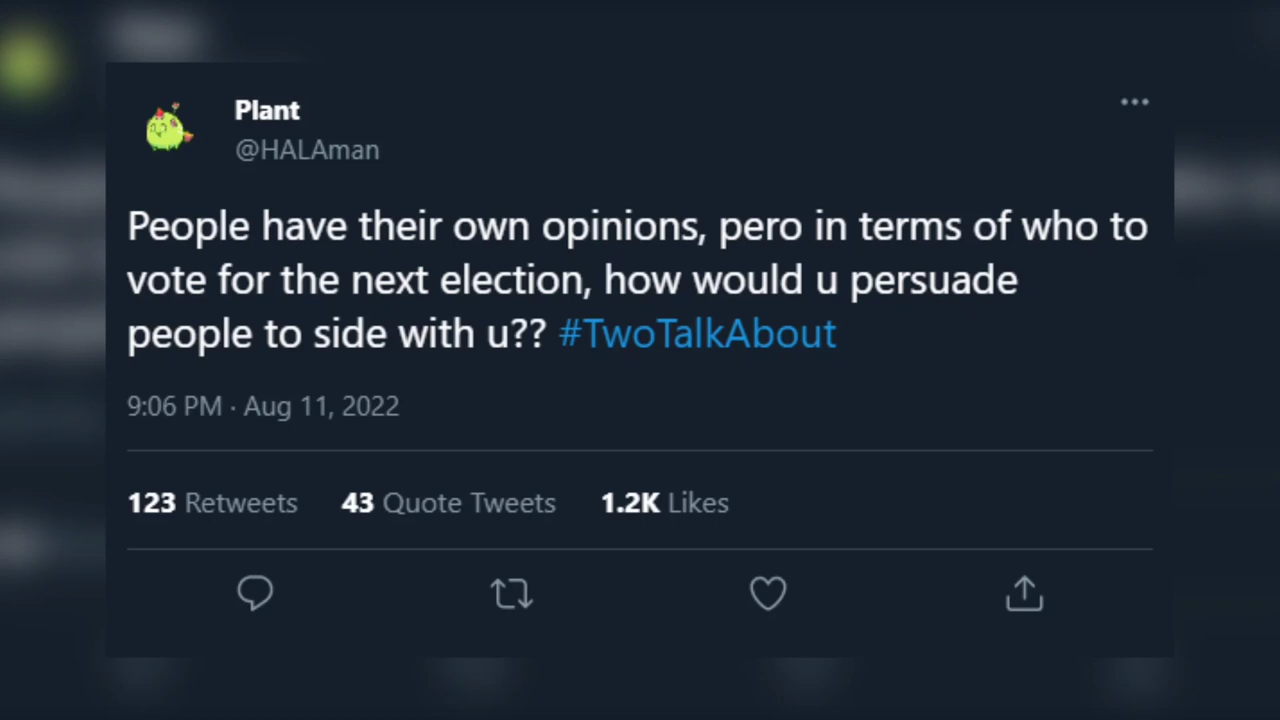 Plant
@HALAman
People have their own opinions, pero in terms of who to
vote for the next election, how would u persuade
people to side with u?? #TwoTalkAbout
9:06 PM · Aug 11, 2022
123 Retweets 43 Quote Tweets 1.2K Likes